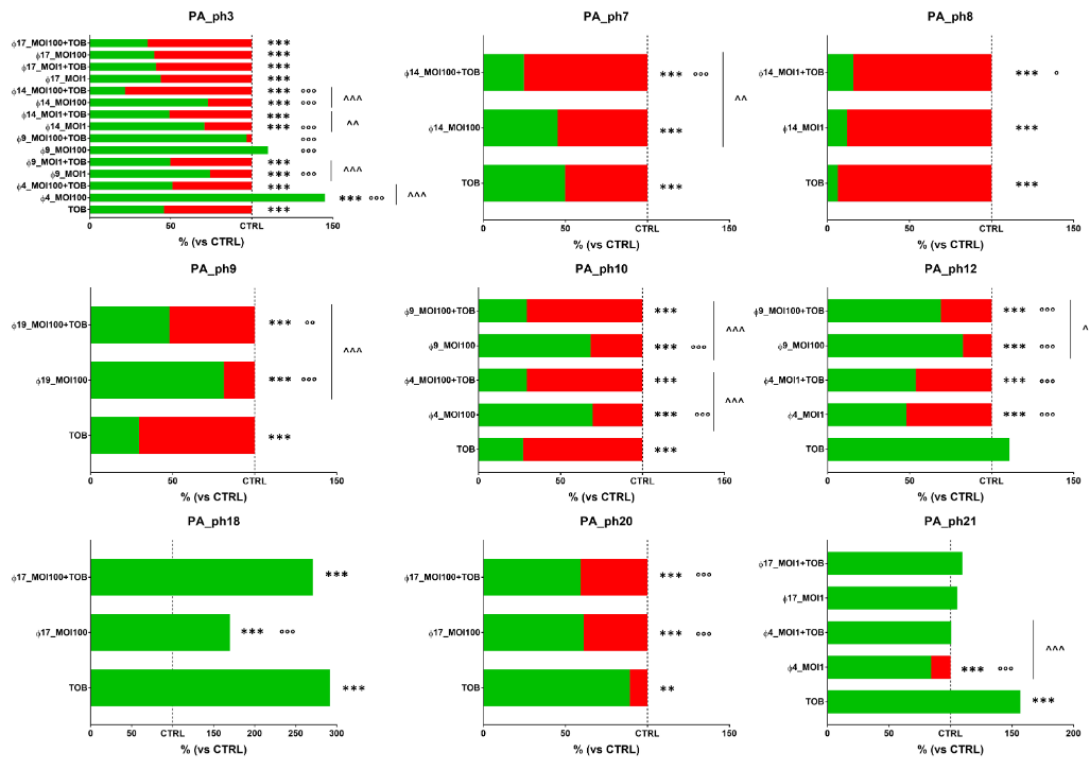 PA_ph3
ϕ17_MOI100+TOB ***
ϕ17_MOI100 ***
ϕ17_MOI1+TOB ***
ϕ17_MOI1 ***
ϕ14_MOI100+TOB *** °°°
^^^
ϕ14_MOI100 *** °°°
ϕ14_MOI1+TOB ***
^^
ϕ14_MOI1 *** °°°
ϕ9_MOI100+TOB °°°
ϕ9_MOI100 °°°
ϕ9_MOI1+TOB ***
^^^
ϕ9_MOI1 *** °°°
ϕ4_MOI100+TOB ***
^^^
ϕ4_MOI100 *** °°°
TOB ***
0 50 CTRL 150
% (vs CTRL)
PA_ph7
ϕ14_MOI100+TOB *** °°°
^^
ϕ14_MOI100 ***
TOB ***
0 50 CTRL 150
% (vs CTRL)
PA_ph8
ϕ14_MOI1+TOB *** °
ϕ14_MOI1 ***
TOB ***
0 50 CTRL 150
% (vs CTRL)
PA_ph9
ϕ19_MOI100+TOB *** °°
^^^
ϕ19_MOI100 *** °°°
TOB ***
0 50 CTRL 150
% (vs CTRL)
PA_ph10
ϕ9_MOI100+TOB ***
^^^
ϕ9_MOI100 *** °°°
ϕ4_MOI100+TOB ***
^^^
ϕ4_MOI100 *** °°°
TOB ***
0 50 CTRL 150
% (vs CTRL)
PA_ph12
ϕ9_MOI100+TOB *** °°°
^
ϕ9_MOI100 *** °°°
ϕ4_MOI1+TOB *** °°°
ϕ4_MOI1 *** °°°
TOB
0 50 CTRL 150
% (vs CTRL)
PA_ph18
ϕ17_MOI100+TOB ***
ϕ17_MOI100 *** °°°
TOB ***
0 50 CTRL 150 200 250 300
% (vs CTRL)
PA_ph20
ϕ17_MOI100+TOB *** °°°
ϕ17_MOI100 *** °°°
TOB **
0 50 CTRL 150
% (vs CTRL)
PA_ph21
ϕ17_MOI1+TOB
ϕ17_MOI1
ϕ4_MOI1+TOB
^^^
ϕ4_MOI1 *** °°°
TOB ***
0 50 CTRL 150 200
% (vs CTRL)